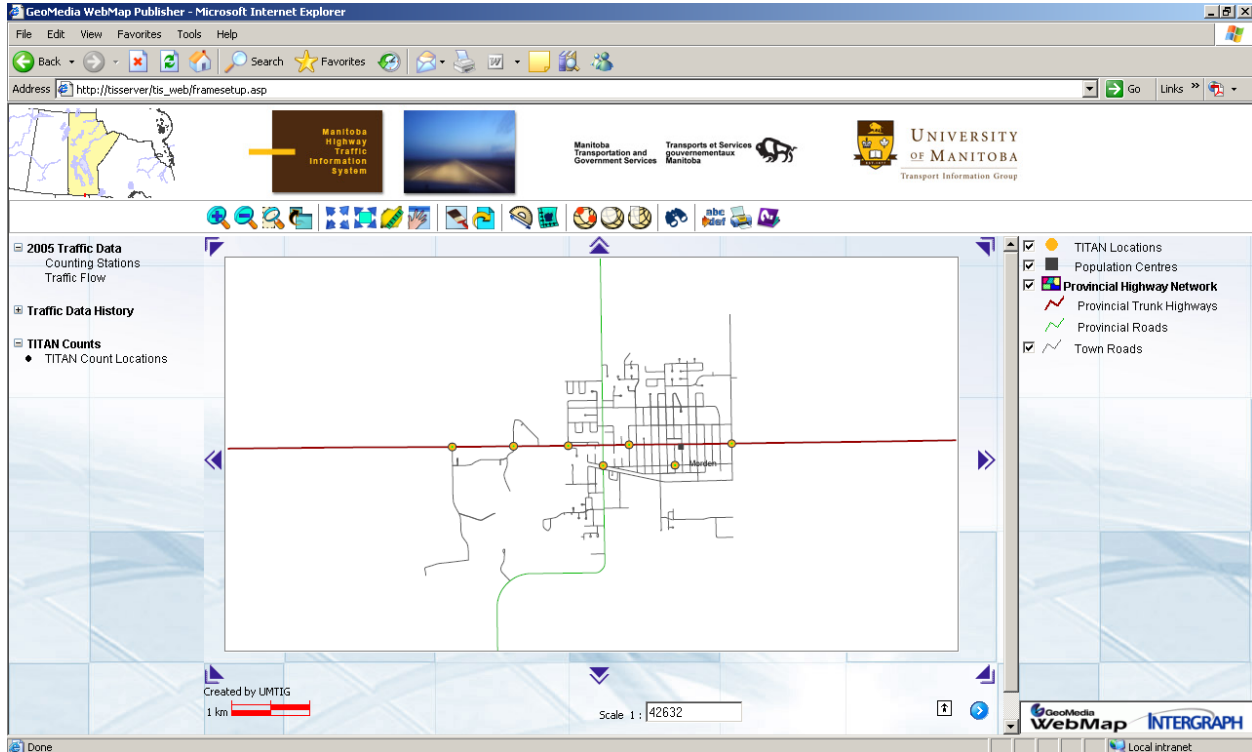 GeoMedia WebMap Publisher - Microsoft Internet Explorer
File Edit View Favorites Tools Help
Back Search Favorites
Address http://tisserver/tis_web/framesetup.asp Go Links »
Manitoba
Highway
Traffic
Information
System
Manitoba
Transportation and
Government Services
Transports et Services
gouvernementaux
Manitoba
UNIVERSITY
OF MANITOBA
Transport Information Group
abc
def
2005 Traffic Data
Counting Stations
Traffic Flow
Traffic Data History
TITAN Counts
TITAN Count Locations
Morden
TITAN Locations
Population Centres
Provincial Highway Network
Provincial Trunk Highways
Provincial Roads
Town Roads
Created by UMTIG
1 km
Scale 1 : 42632
GeoMedia
WebMap
INTERGRAPH
Done
Local intranet